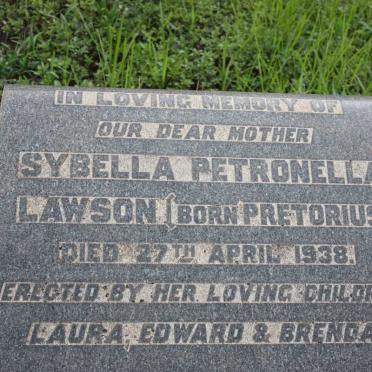 IN LOVING MEMORY OF
OUR DEAR MOTHER
SYBELLA PETRONELLA
LAWSON (BORN PRETORIUS
DIED 27TH APRIL 1938.
ERECTED BY HER LOVING CHILDR
LAURA, EDWARD & BRENDA